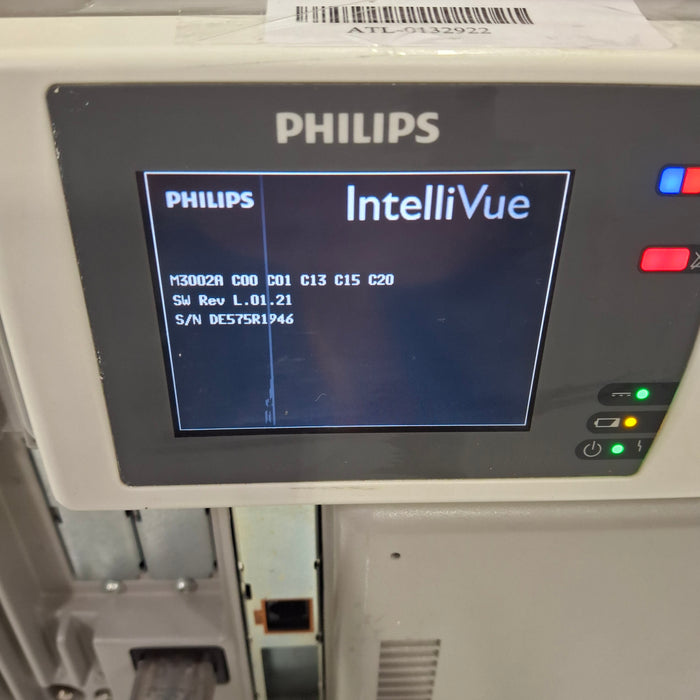 ATL-0132922
PHILIPS
PHILIPS IntelliVue
M3002A C00 C01 C13 C15 C20
SW Rev L.01.21
S/N DE575R1946